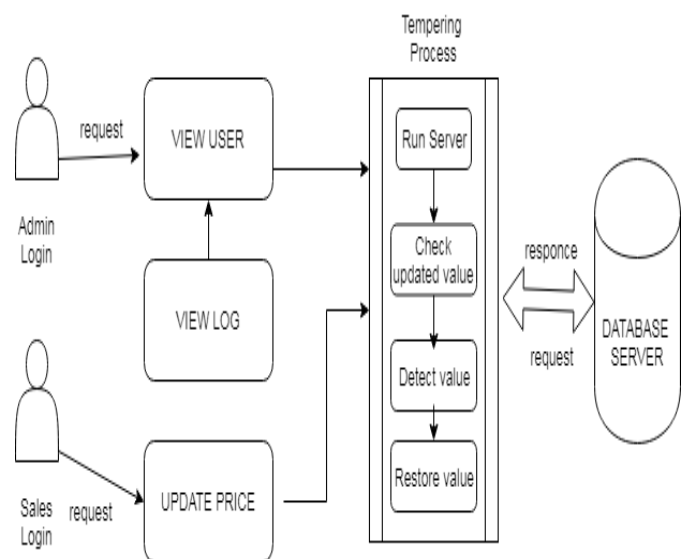 Tempering
Process
request
VIEW USER
Run Server
Admin
Login
Check
updated value
responce
VIEW LOG
DATABASE
SERVER
request
Detect value
Sales
Login
request
UPDATE PRICE
Restore value